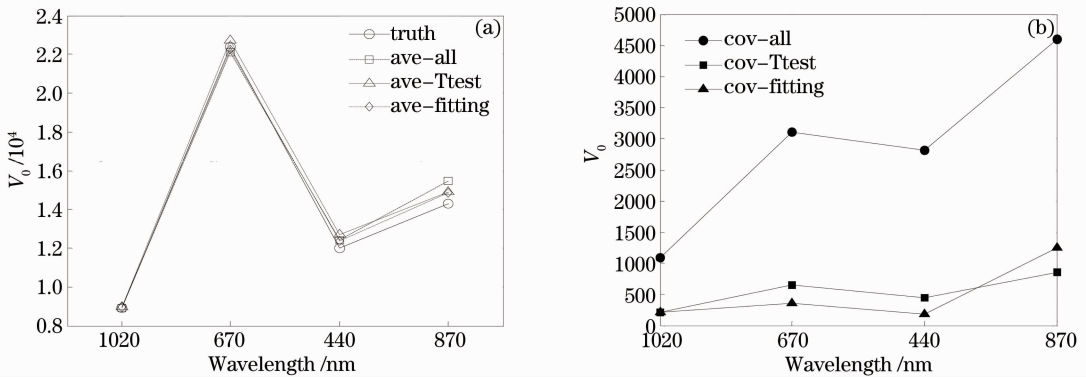 (a)
truth
ave-all
ave-Ttest
ave-fitting
2.4
2.2
2.0
1.8
1.6
1.4
1.2
1.0
0.8
V0 /10^4
1020 670 440 870
Wavelength /nm
(b)
cov-all
cov-Ttest
cov-fitting
5000
4500
4000
3500
3000
2500
2000
1500
1000
500
0
V0
1020 670 440 870
Wavelength /nm